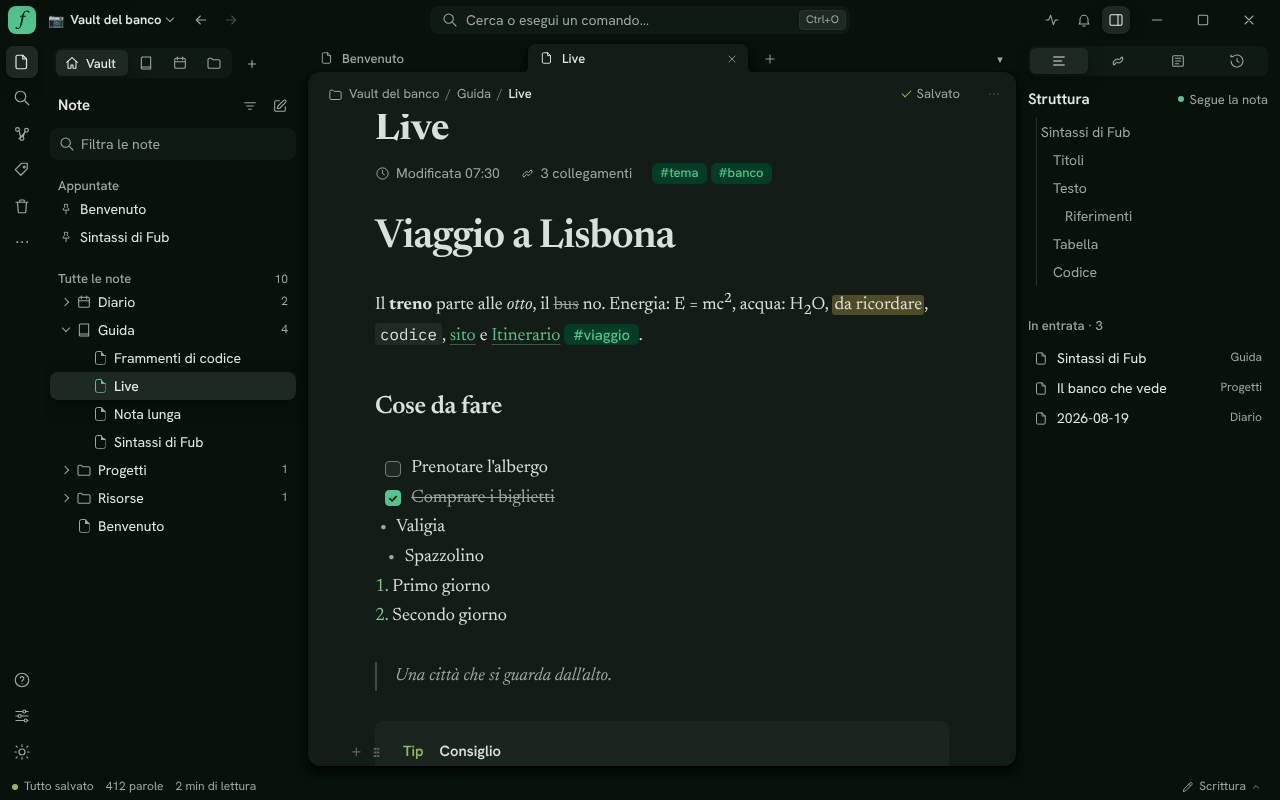 f Vault del banco
Cerca o esegui un comando...
Ctrl+O
Vault
Benvenuto
Live
Note
Filtra le note
Appuntate
Benvenuto
Sintassi di Fub
Tutte le note 10
Diario 2
Guida 4
Frammenti di codice
Live
Nota lunga
Sintassi di Fub
Progetti 1
Risorse 1
Benvenuto
Vault del banco / Guida / Live
Salvato
Live
Modificata 07:30 3 collegamenti #tema #banco
Viaggio a Lisbona
Il treno parte alle otto, il bus no. Energia: E = mc², acqua: H₂O, da ricordare,
codice, sito e Itinerario #viaggio.
Cose da fare
Prenotare l'albergo
Comprare i biglietti
• Valigia
• Spazzolino
1. Primo giorno
2. Secondo giorno
Una città che si guarda dall'alto.
Tip Consiglio
Struttura
Segue la nota
Sintassi di Fub
Titoli
Testo
Riferimenti
Tabella
Codice
In entrata · 3
Sintassi di Fub Guida
Il banco che vede Progetti
2026-08-19 Diario
Tutto salvato 412 parole 2 min di lettura
Scrittura